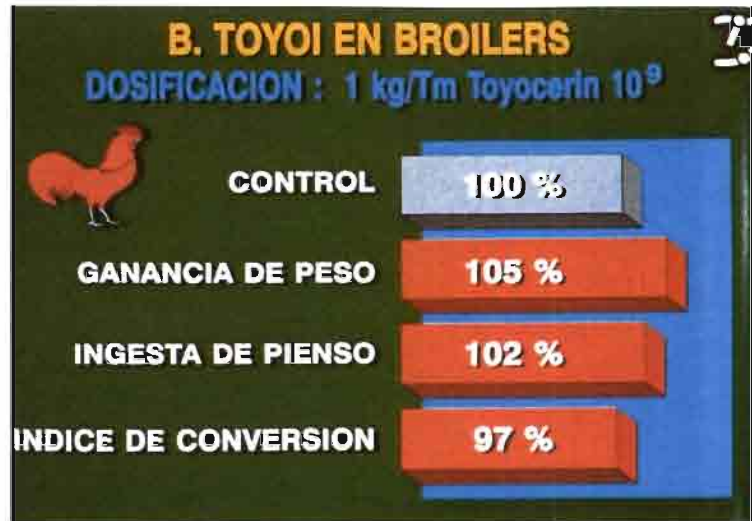 B. TOYOI EN BROILERS
DOSIFICACION : 1 kg/Tm Toyocerin 10⁹
CONTROL 100 %
GANANCIA DE PESO 105 %
INGESTA DE PIENSO 102 %
INDICE DE CONVERSION 97 %